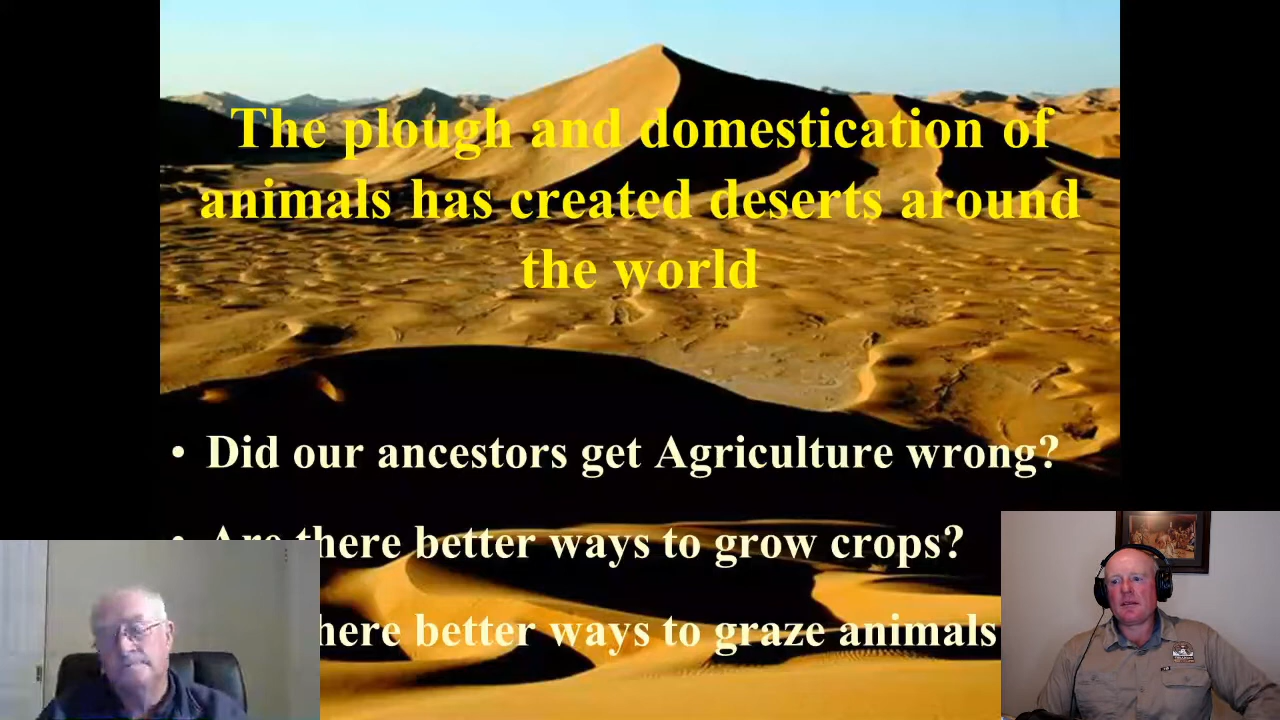 The plough and domestication of
animals has created deserts around
the world
• Did our ancestors get Agriculture wrong?
• Are there better ways to grow crops?
here better ways to graze animals